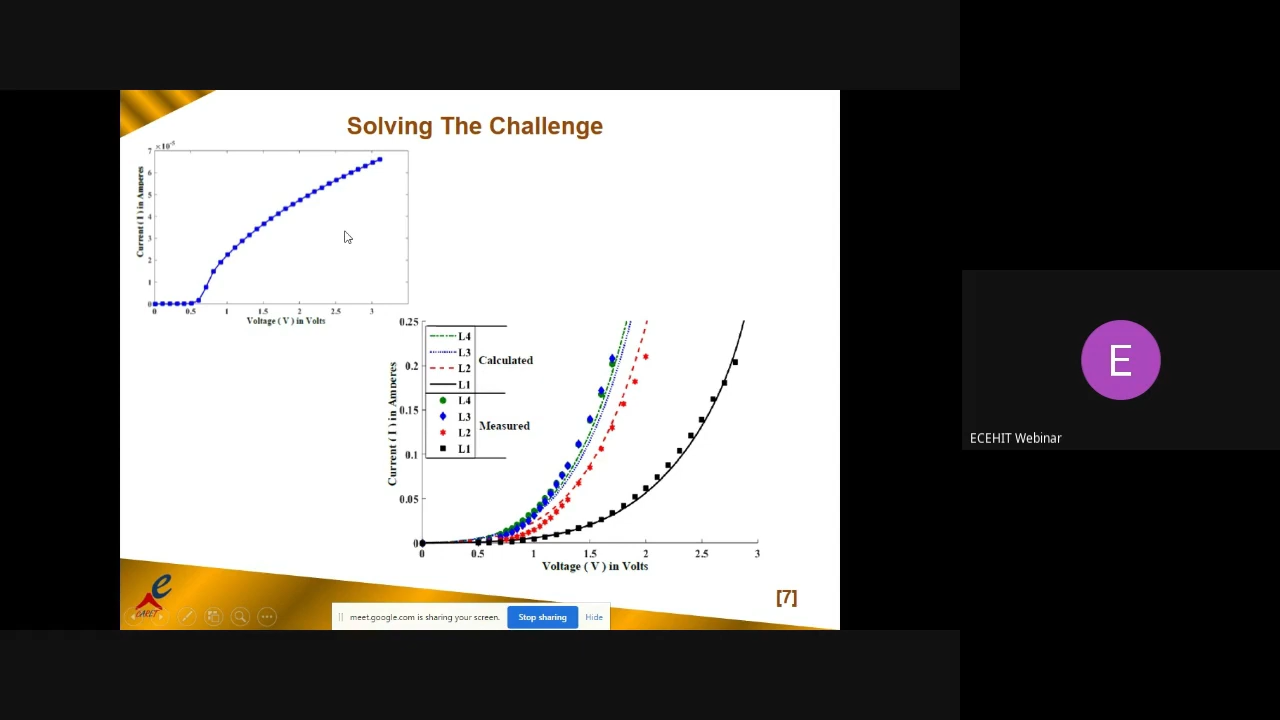 Solving The Challenge
7
6
5
4
3
2
1
0
Current ( I ) in Amperes
0 0.5 1 1.5 2 2.5 3
Voltage ( V ) in Volts
0.25
0.2
0.15
0.1
0.05
0
Current ( I ) in Amperes
L4
L3
L2
L1
Calculated
L4
L3
L2
L1
Measured
0 0.5 1 1.5 2 2.5 3
Voltage ( V ) in Volts
[7]
e
meet.google.com is sharing your screen.
Stop sharing
Hide
E
ECEHIT Webinar